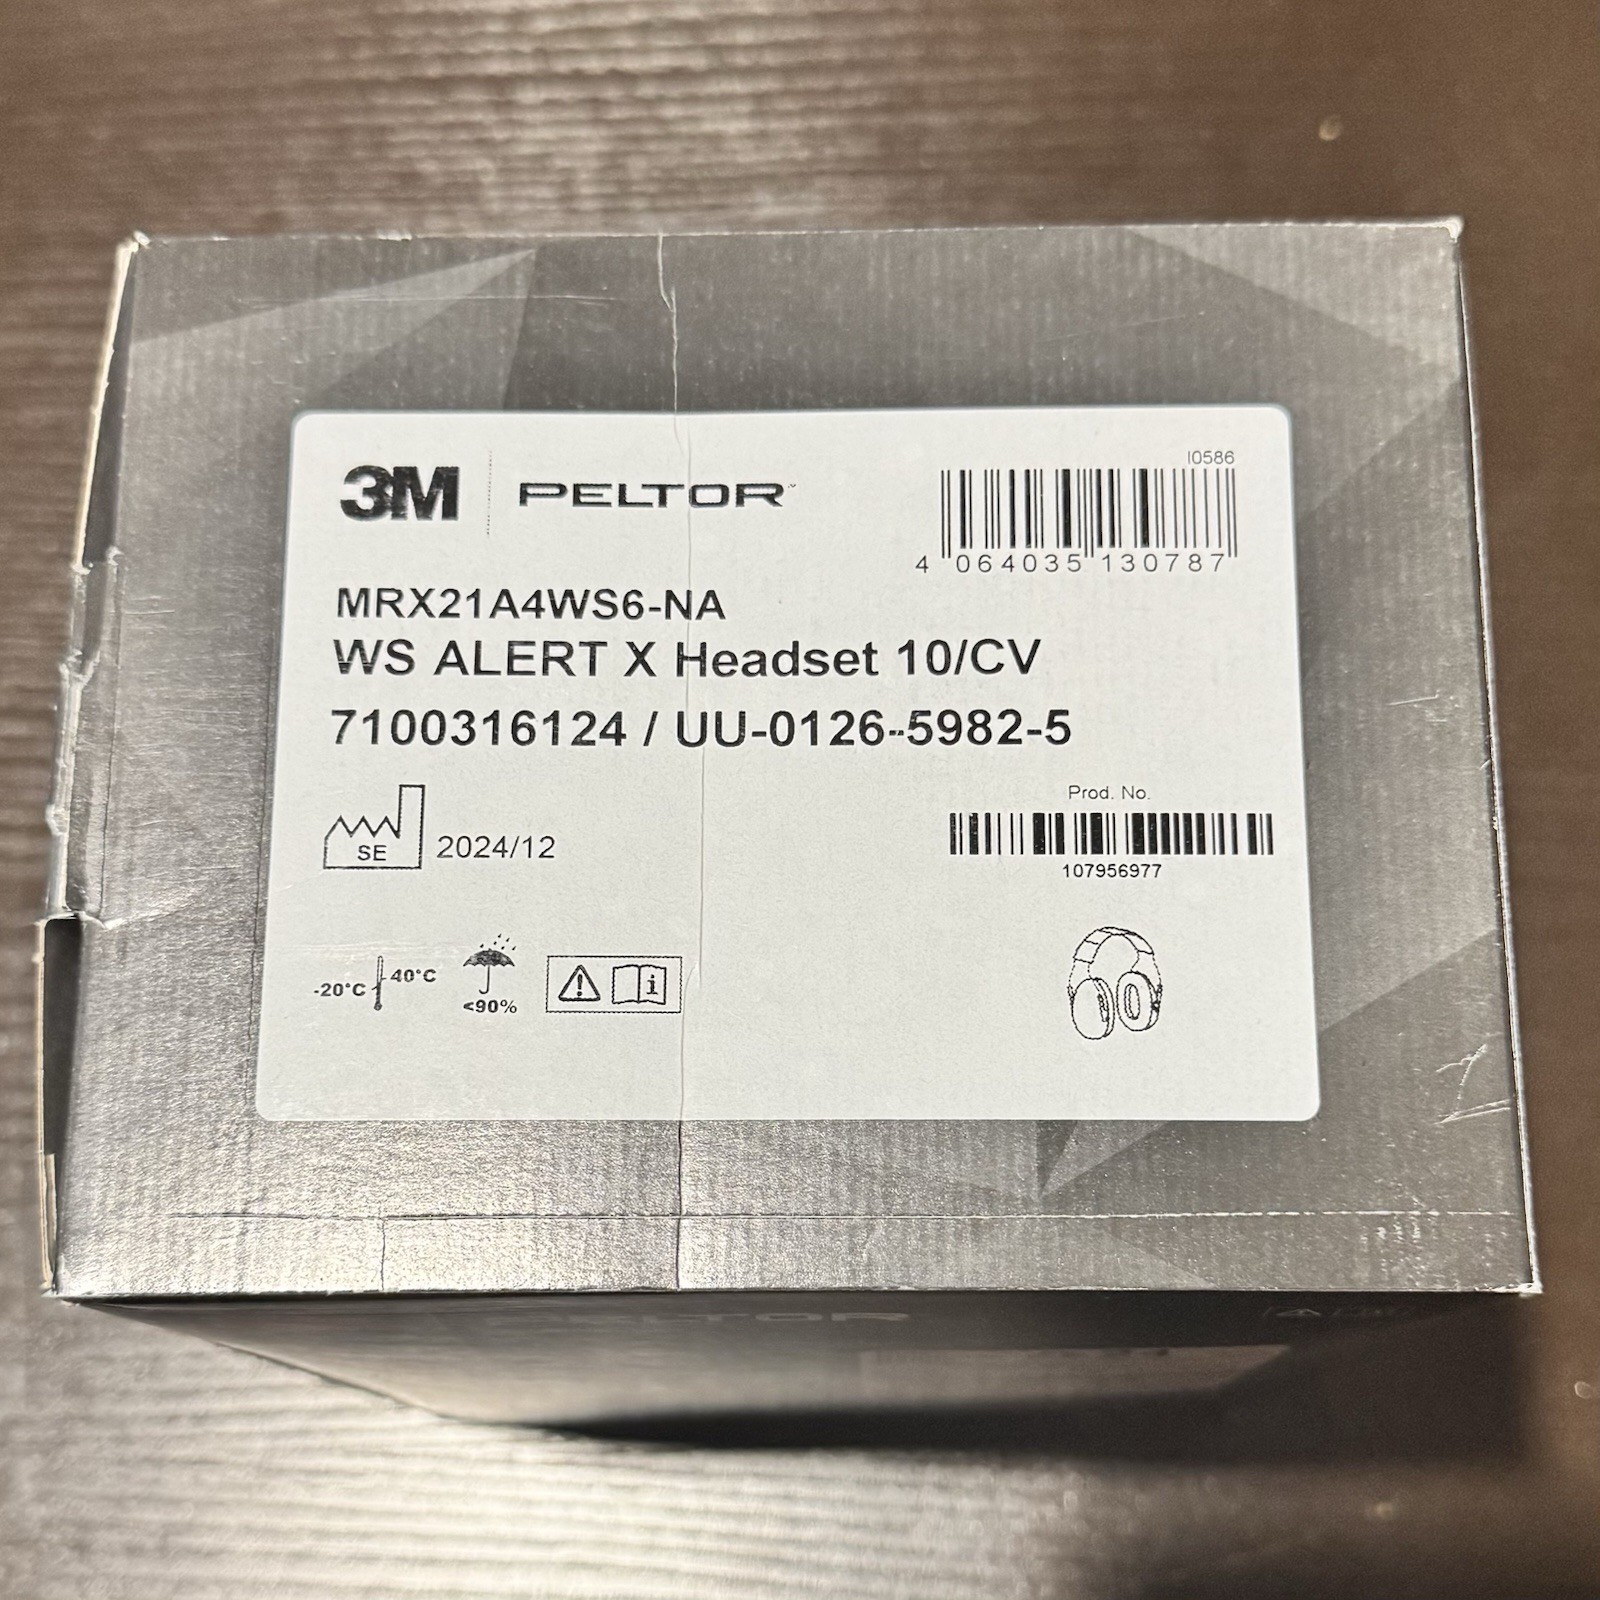 3M PELTOR™
I0586
4 064035 130787
MRX21A4WS6-NA
WS ALERT X Headset 10/CV
7100316124 / UU-0126-5982-5
SE
2024/12
Prod. No.
107956977
-20°C
40°C
<90%
i